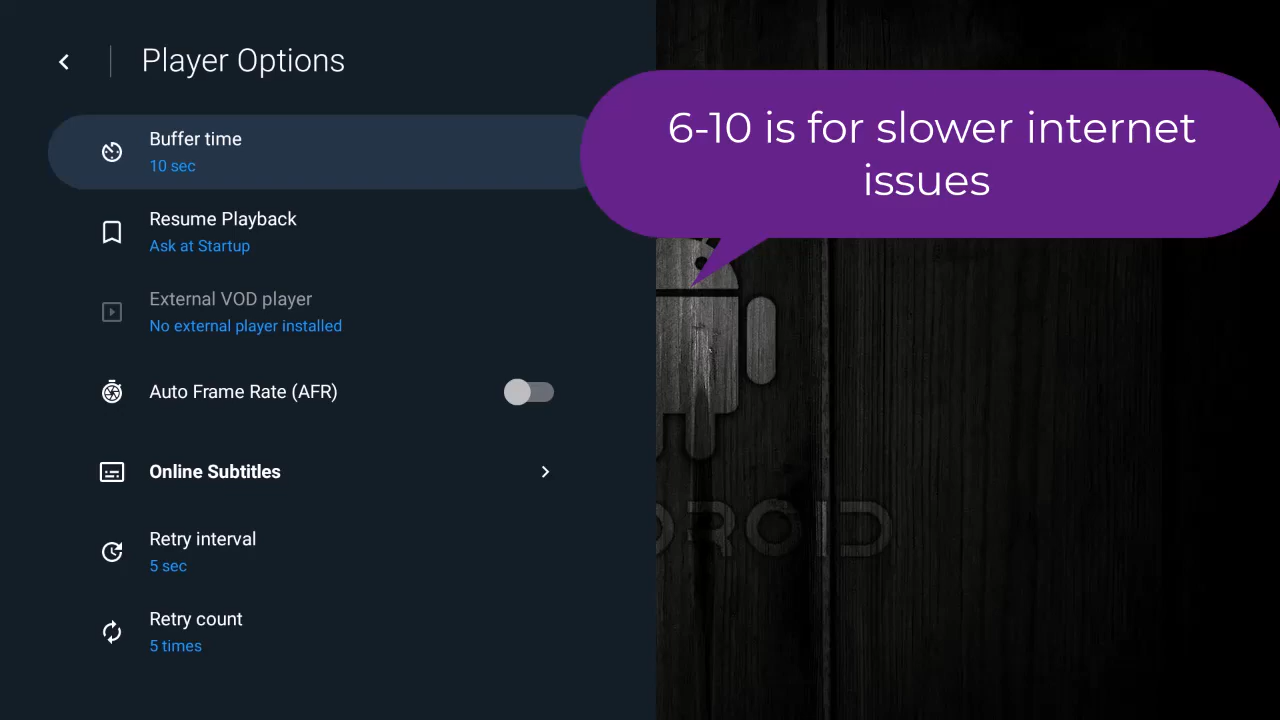 Player Options
Buffer time
10 sec
6-10 is for slower internet
issues
Resume Playback
Ask at Startup
External VOD player
No external player installed
Auto Frame Rate (AFR)
Online Subtitles
Retry interval
5 sec
Retry count
5 times
DROID